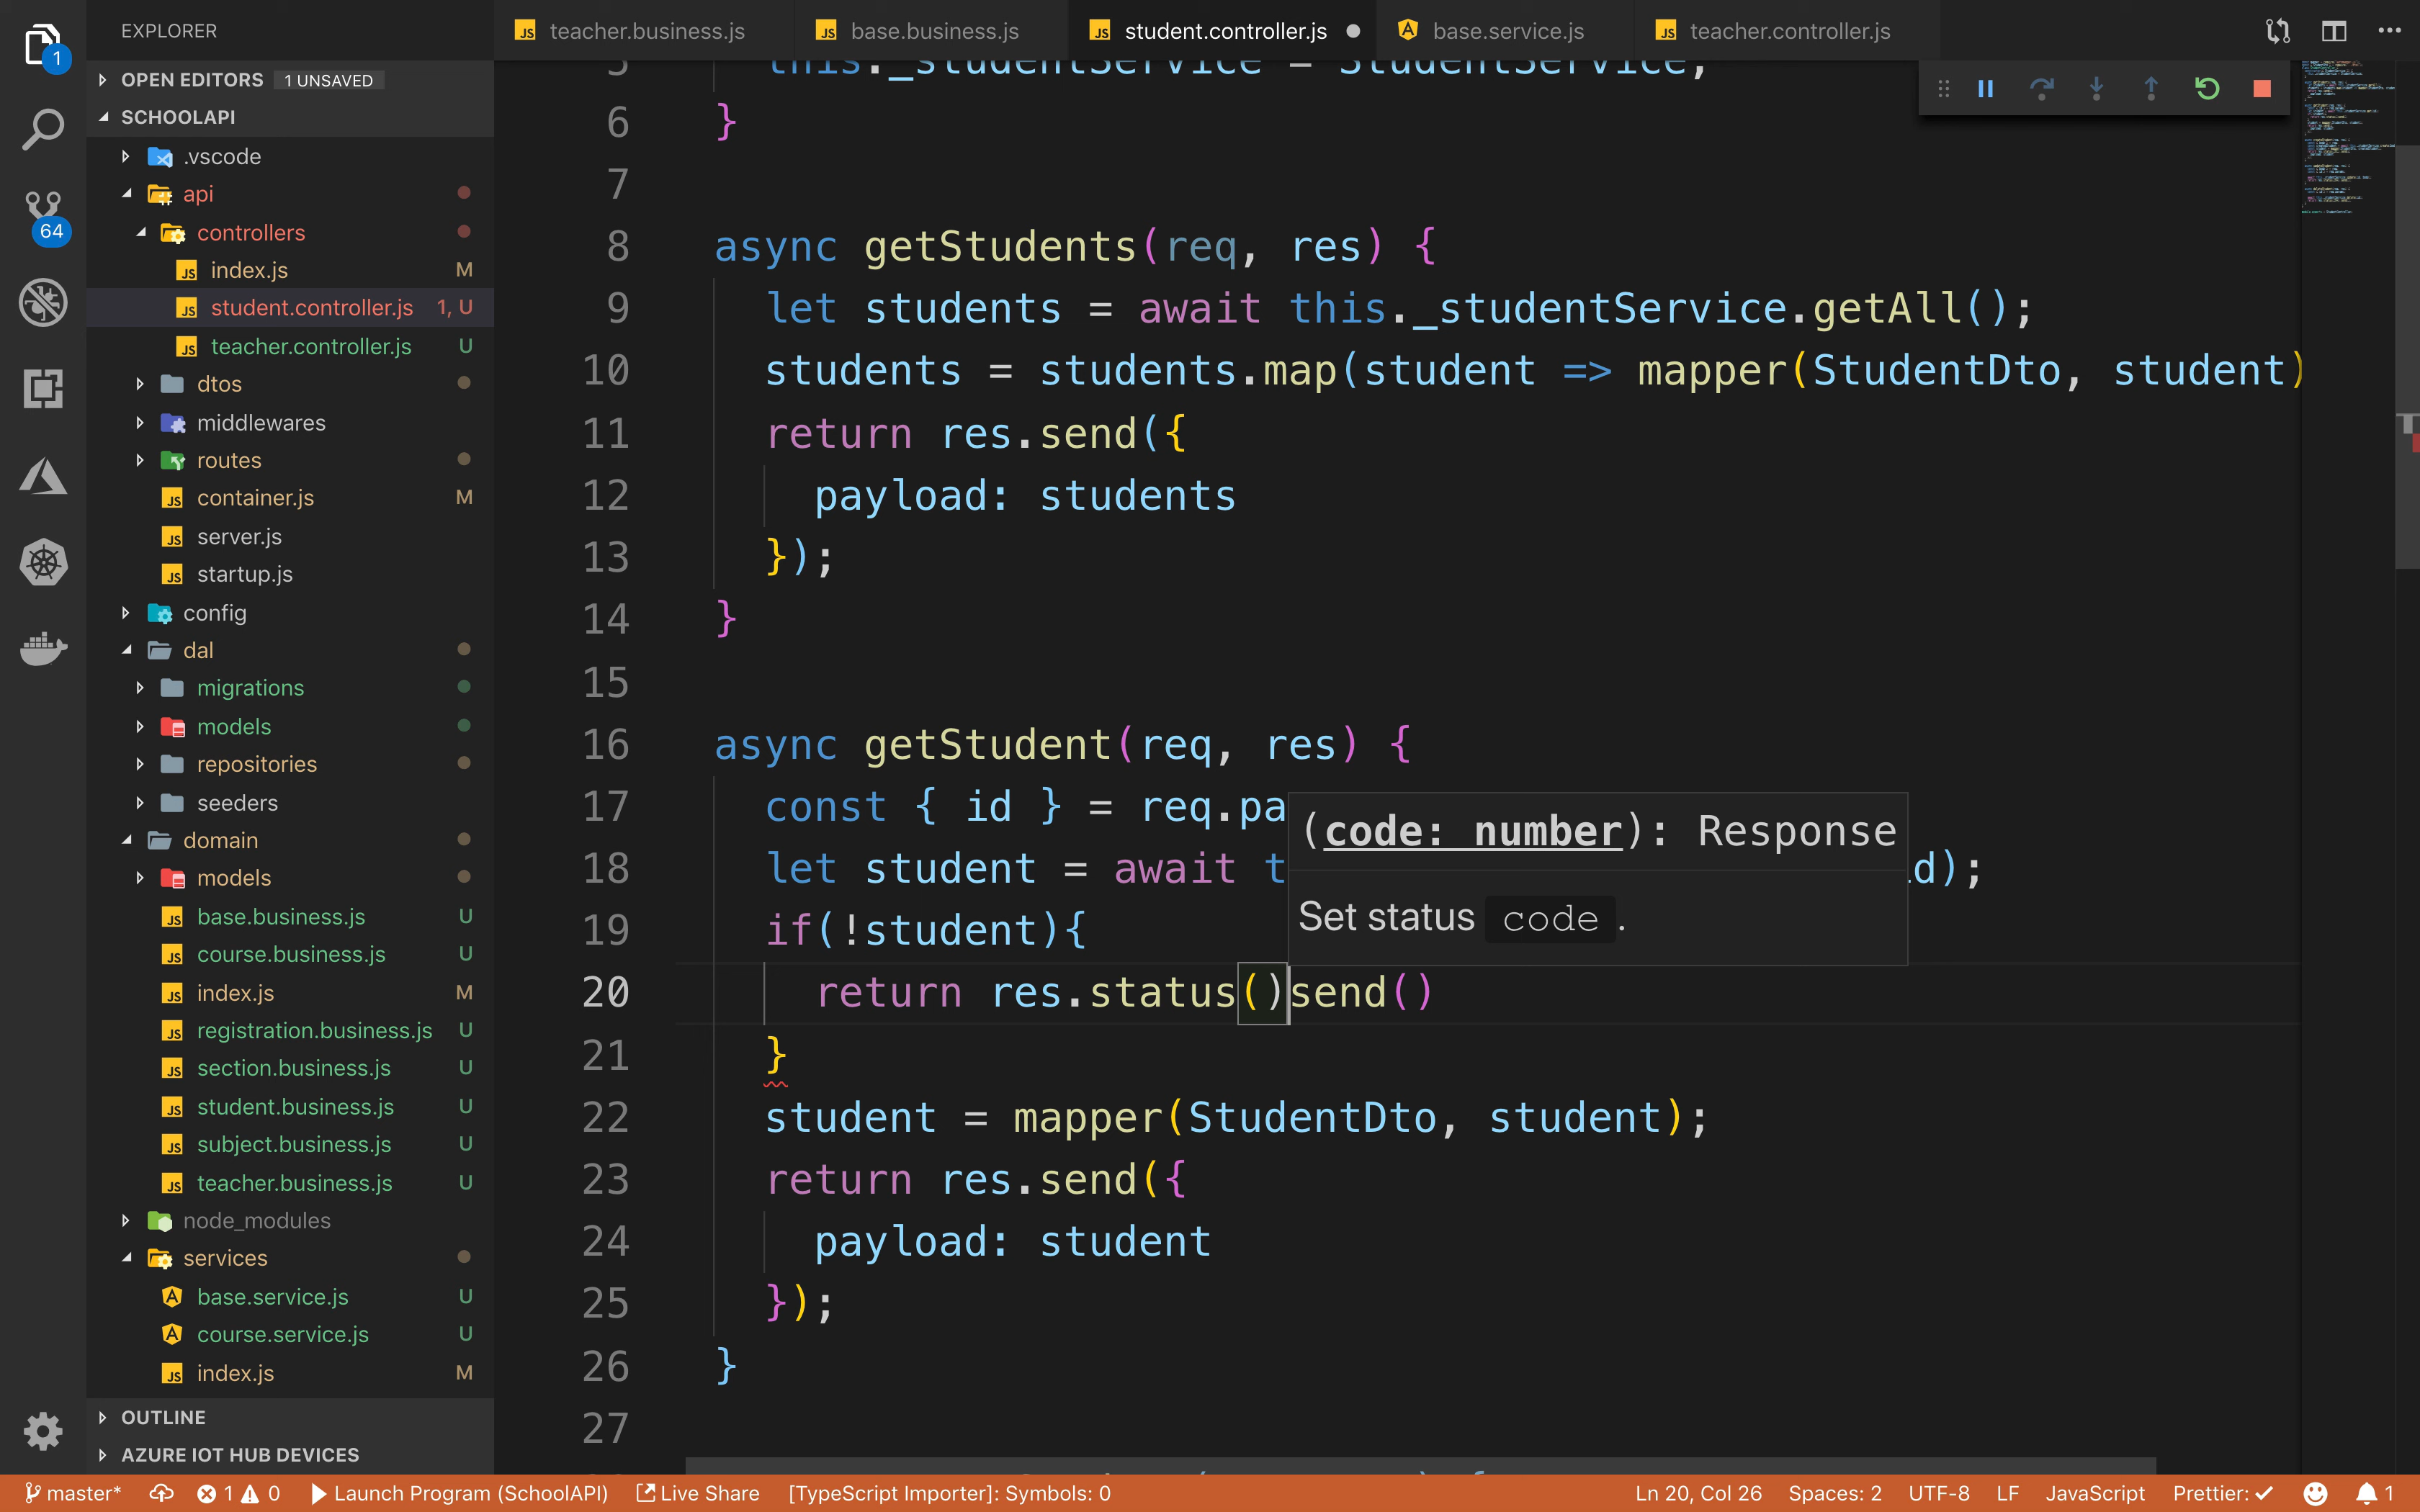 EXPLORER
OPEN EDITORS 1 UNSAVED
SCHOOLAPI
.vscode
api
controllers
index.js M
student.controller.js 1, U
teacher.controller.js U
dtos
middlewares
routes
container.js M
server.js
startup.js
config
dal
migrations
models
repositories
seeders
domain
models
base.business.js U
course.business.js U
index.js M
registration.business.js U
section.business.js U
student.business.js U
subject.business.js U
teacher.business.js U
node_modules
services
base.service.js U
course.service.js U
index.js M
OUTLINE
AZURE IOT HUB DEVICES
1
64
teacher.business.js base.business.js student.controller.js base.service.js teacher.controller.js
5 this._studentService = StudentService;
6 }
7
8 async getStudents(req, res) {
9 let students = await this._studentService.getAll();
10 students = students.map(student => mapper(StudentDto, student)
11 return res.send({
12 payload: students
13 });
14 }
15
16 async getStudent(req, res) {
17 const { id } = req.pa
18 let student = await t d);
19 if(!student){
20 return res.status()send()
21 }
22 student = mapper(StudentDto, student);
23 return res.send({
24 payload: student
25 });
26 }
27
(code: number): Response
Set status code .
master* 1 0 Launch Program (SchoolAPI) Live Share [TypeScript Importer]: Symbols: 0 Ln 20, Col 26 Spaces: 2 UTF-8 LF JavaScript Prettier: ✓ 1